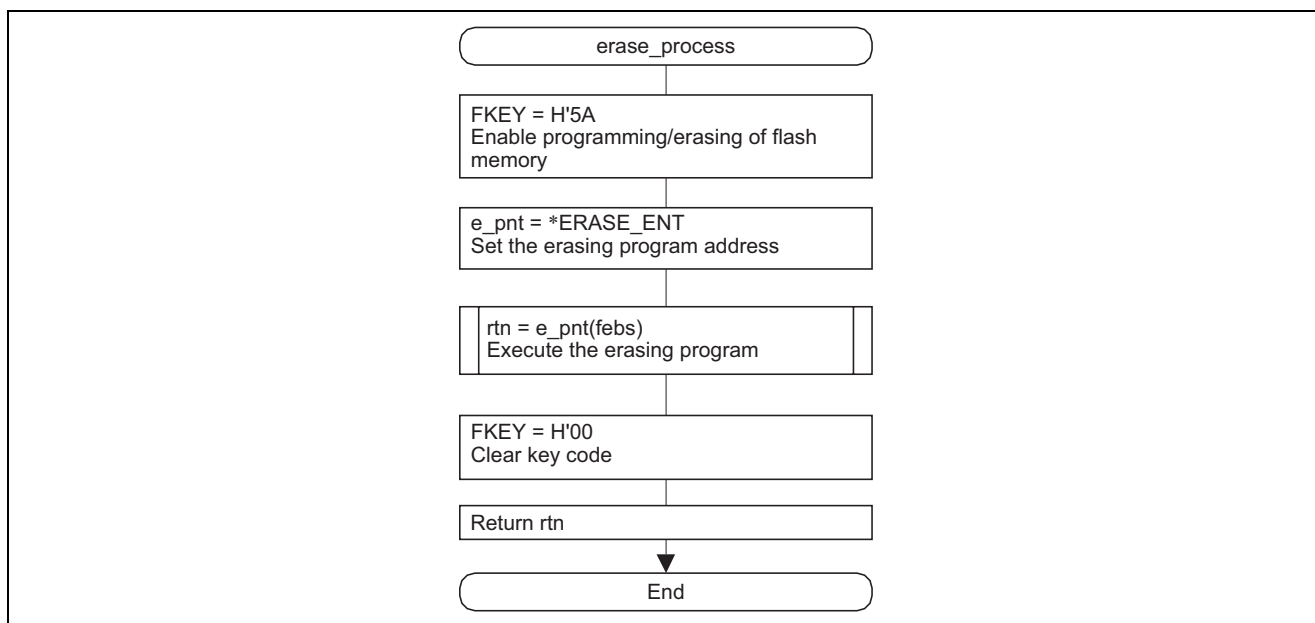 erase_process
FKEY = H'5A
Enable programming/erasing of flash
memory
e_pnt = *ERASE_ENT
Set the erasing program address
rtn = e_pnt(febs)
Execute the erasing program
FKEY = H'00
Clear key code
Return rtn
End